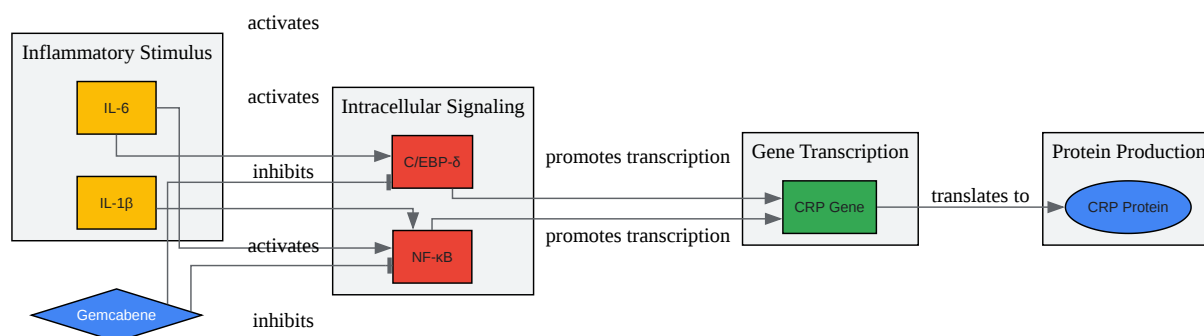 activates
Inflammatory Stimulus
IL-6
activates
Intracellular Signaling
C/EBP-δ
inhibits
IL-1β
promotes transcription
Gene Transcription
Protein Production
translates to
CRP Gene
CRP Protein
promotes transcription
activates
NF-κB
Gemcabene
inhibits